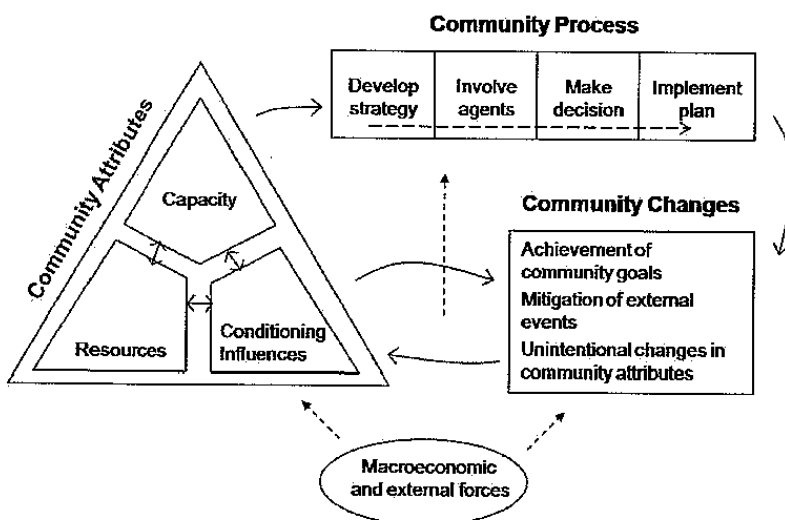 Community Process
Develop
strategy
Involve
agents
Make
decision
Implement
plan
Community Attributes
Capacity
Resources
Conditioning
Influences
Community Changes
Achievement of
community goals
Mitigation of external
events
Unintentional changes in
community attributes
Macroeconomic
and external forces